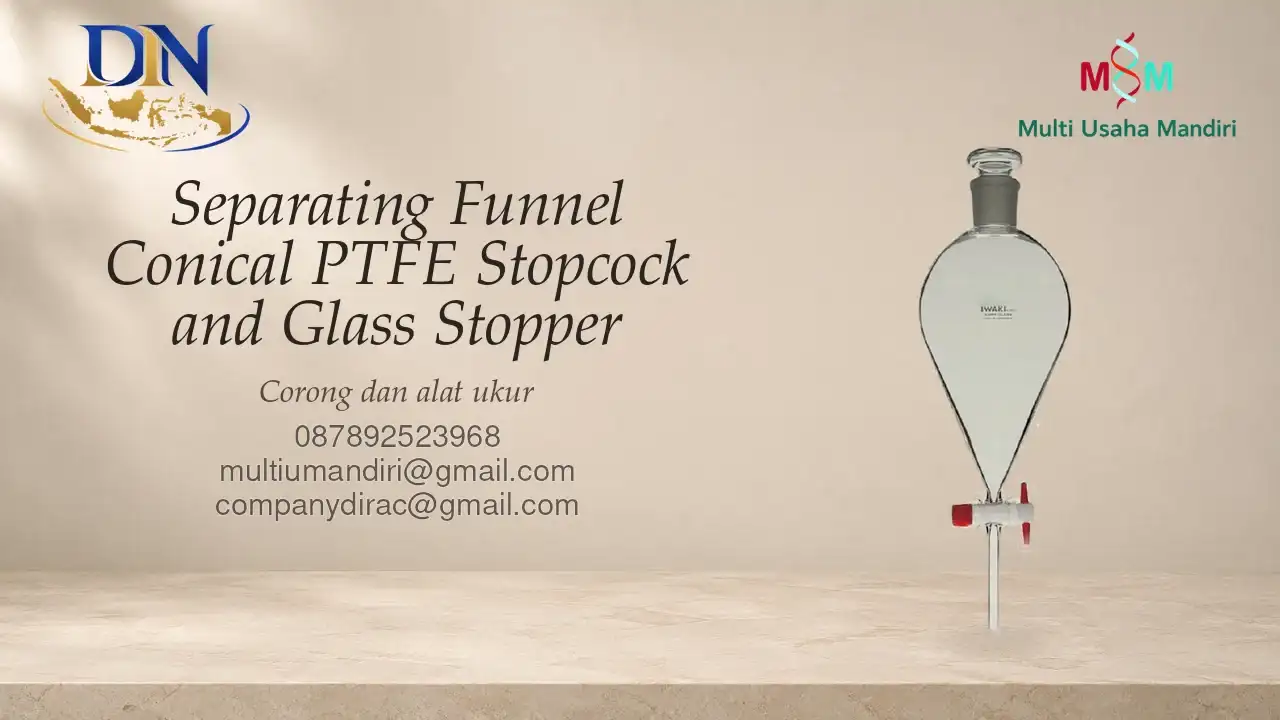 DIN
M M
Multi Usaha Mandiri
Separating Funnel
Conical PTFE Stopcock
and Glass Stopper
IWAKI
Corong dan alat ukur
087892523968
multiumandiri@gmail.com
companydirac@gmail.com